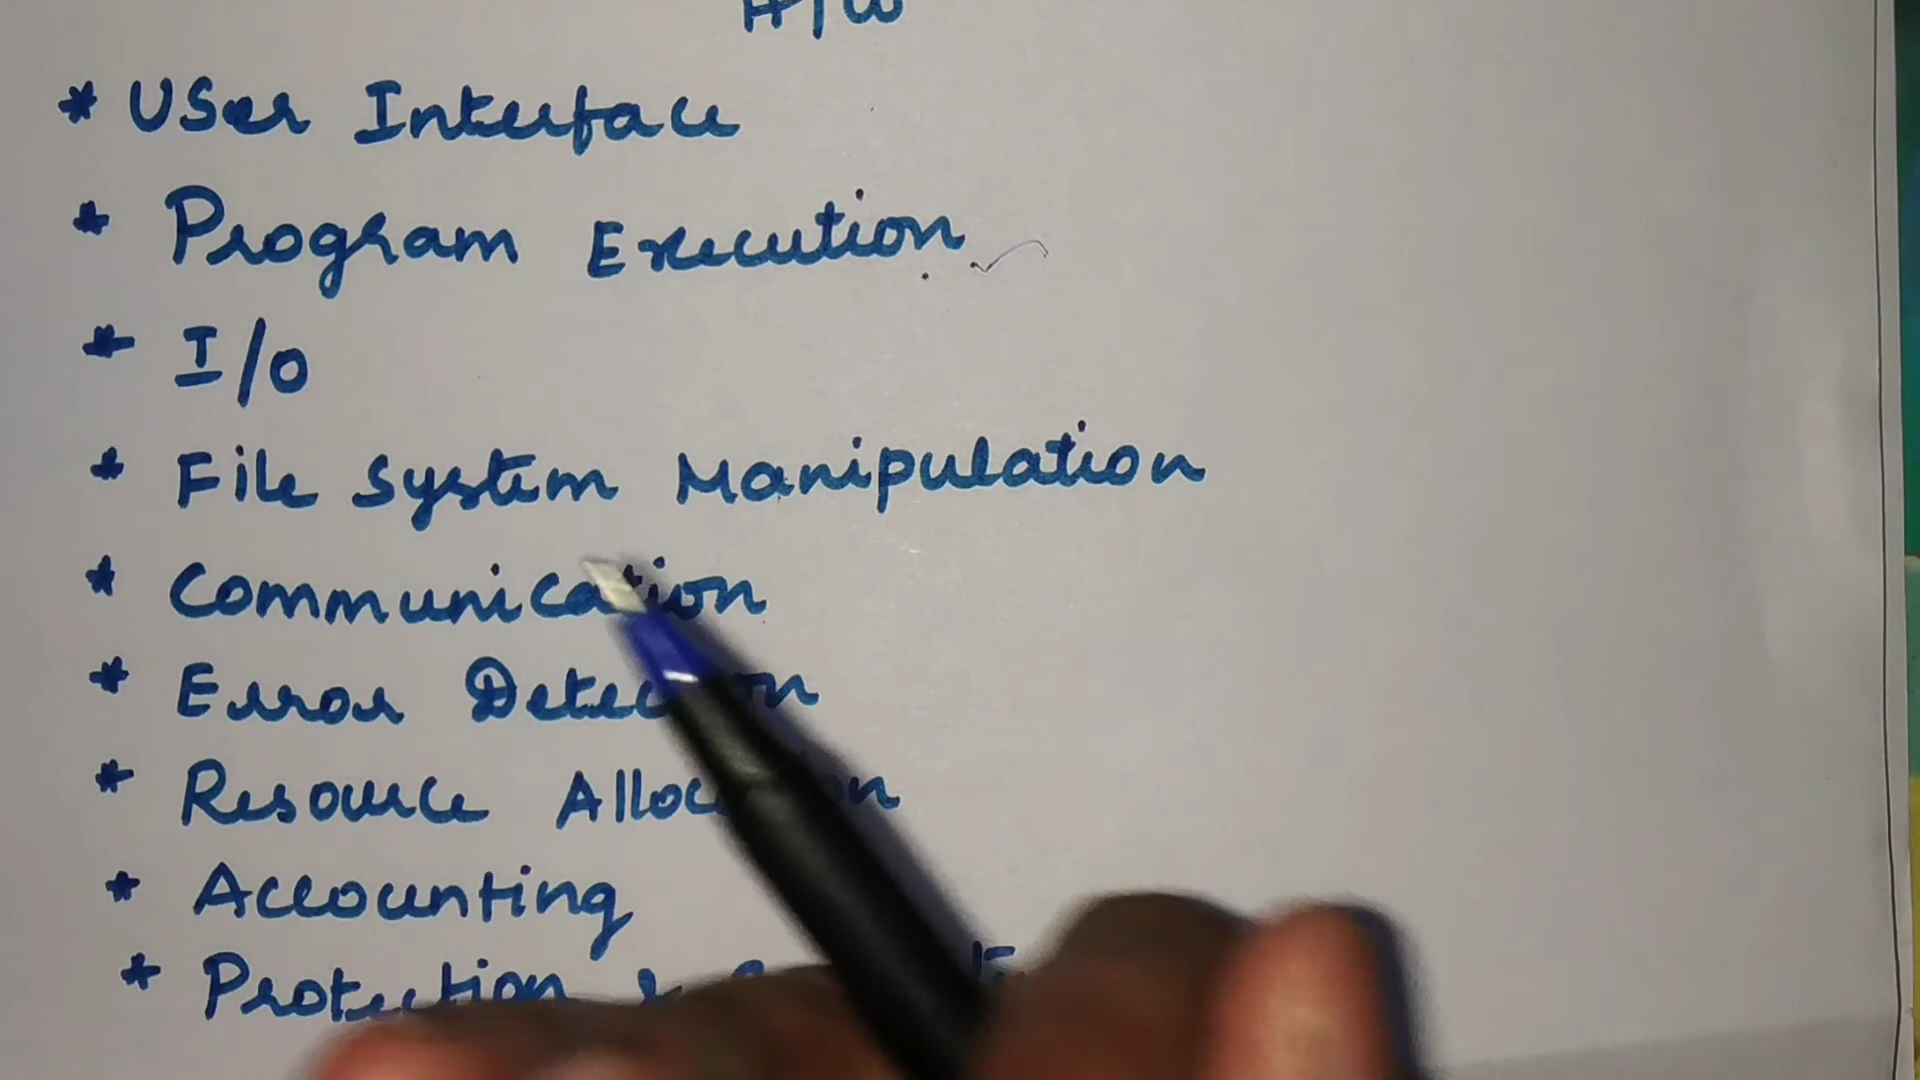 H/W
* User Interface
* Program Execution
* I/O
* File System Manipulation
* Communication
* Error Detection
* Resource Allocation
* Accounting
* Protection &